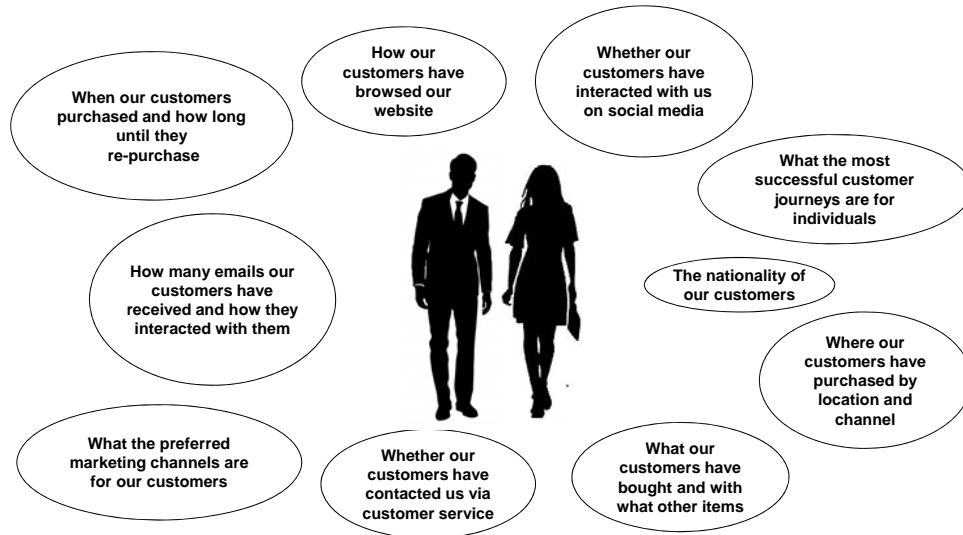 How our
customers have
browsed our
website
Whether our
customers have
interacted with us
on social media
When our customers
purchased and how long
until they
re-purchase
What the most
successful customer
journeys are for
individuals
How many emails our
customers have
received and how they
interacted with them
The nationality of
our customers
Where our
customers have
purchased by
location and
channel
What the preferred
marketing channels are
for our customers
Whether our
customers have
contacted us via
customer service
What our
customers have
bought and with
what other items